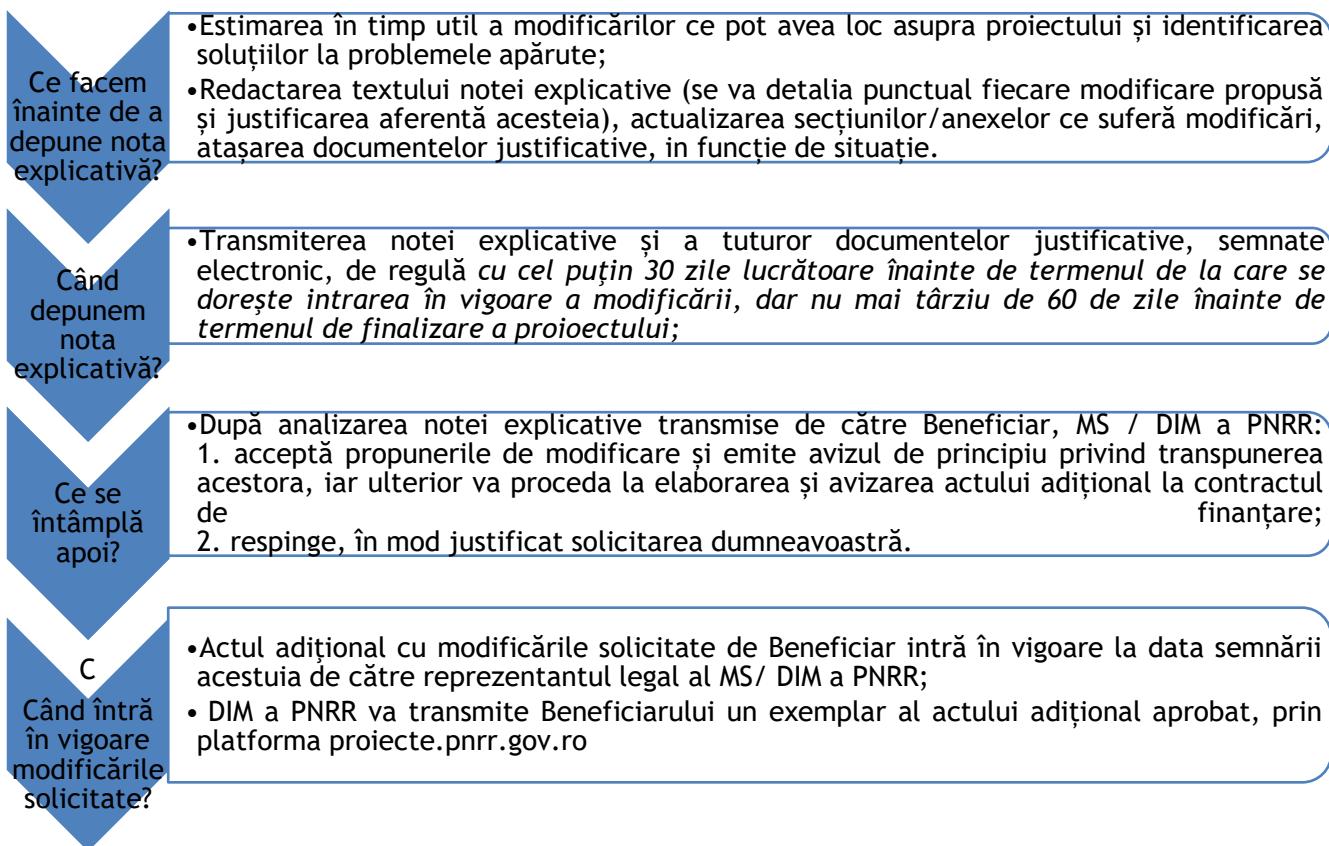 Ce facem
înainte de a
depune nota
explicativă?
•Estimarea în timp util a modificărilor ce pot avea loc asupra proiectului și identificarea
soluțiilor la problemele apărute;
•Redactarea textului notei explicative (se va detalia punctual fiecare modificare propusă
și justificarea aferentă acesteia), actualizarea secțiunilor/anexelor ce suferă modificări,
atașarea documentelor justificative, in funcție de situație.
Când
depunem
nota
explicativă?
•Transmiterea notei explicative și a tuturor documentelor justificative, semnate
electronic, de regulă cu cel puțin 30 zile lucrătoare înainte de termenul de la care se
dorește intrarea în vigoare a modificării, dar nu mai târziu de 60 de zile înainte de
termenul de finalizare a proioectului;
Ce se
întâmplă
apoi?
•După analizarea notei explicative transmise de către Beneficiar, MS / DIM a PNRR:
1. acceptă propunerile de modificare și emite avizul de principiu privind transpunerea
acestora, iar ulterior va proceda la elaborarea și avizarea actului adiţional la contractul
de finanțare;
2. respinge, în mod justificat solicitarea dumneavoastră.
C
Când întră
în vigoare
modificările
solicitate?
•Actul adiţional cu modificările solicitate de Beneficiar intră în vigoare la data semnării
acestuia de către reprezentantul legal al MS/ DIM a PNRR;
• DIM a PNRR va transmite Beneficiarului un exemplar al actului adiţional aprobat, prin
platforma proiecte.pnrr.gov.ro